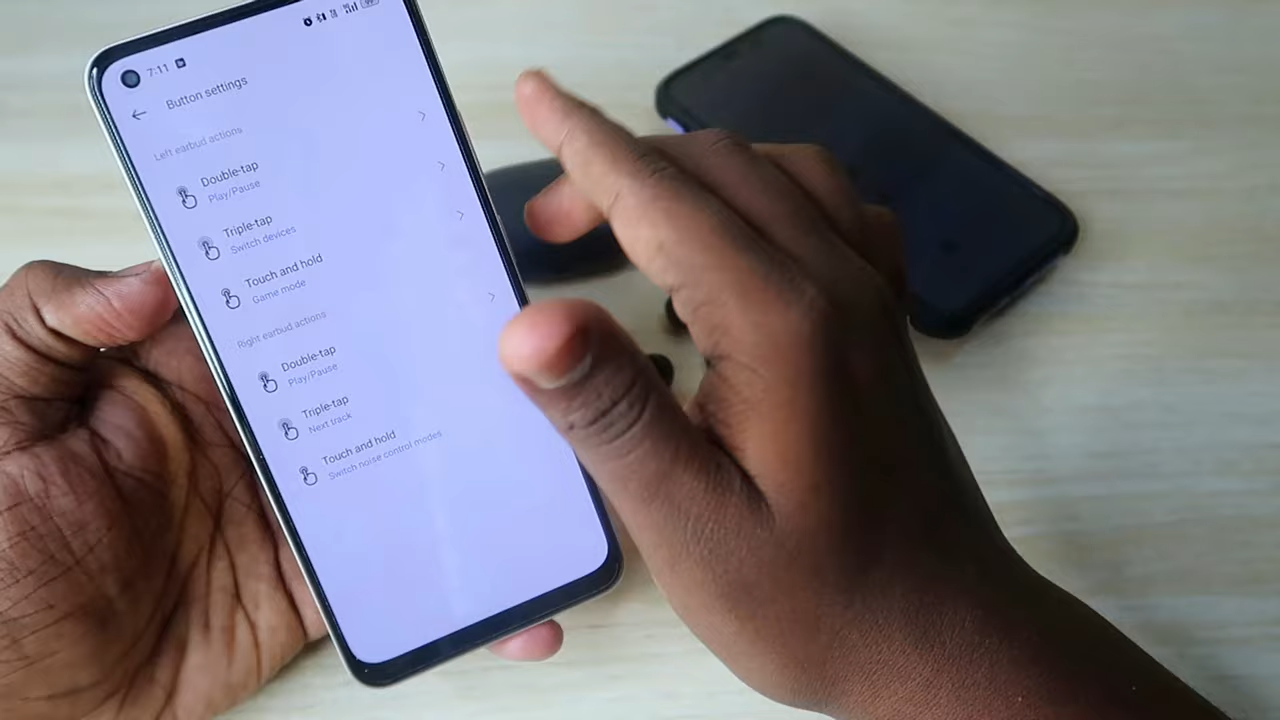 7:11
Button settings
Left earbud actions
Double-tap
Play/Pause
Triple-tap
Switch devices
Touch and hold
Game mode
Right earbud actions
Double-tap
Play/Pause
Triple-tap
Next track
Touch and hold
Switch noise control modes